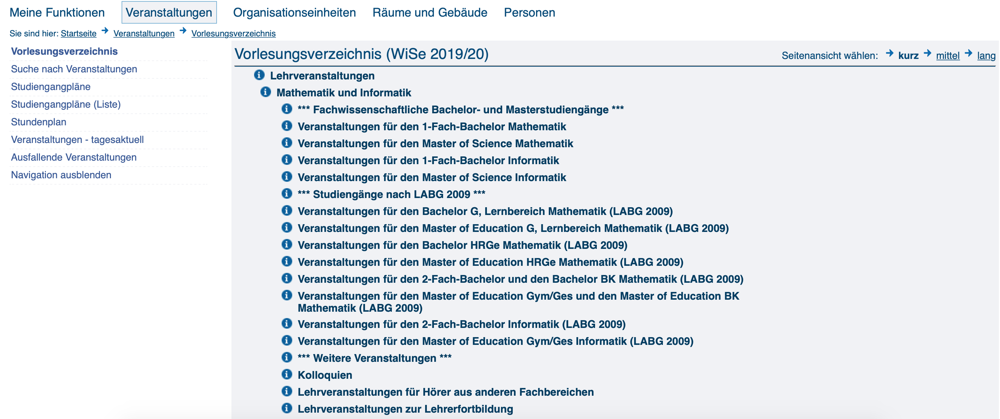 Meine Funktionen Veranstaltungen Organisationseinheiten Räume und Gebäude Personen
Sie sind hier: Startseite Veranstaltungen Vorlesungsverzeichnis
Vorlesungsverzeichnis
Suche nach Veranstaltungen
Studiengangpläne
Studiengangpläne (Liste)
Stundenplan
Veranstaltungen - tagesaktuell
Ausfallende Veranstaltungen
Navigation ausblenden
Vorlesungsverzeichnis (WiSe 2019/20)
Seitenansicht wählen: kurz mittel lang
Lehrveranstaltungen
Mathematik und Informatik
*** Fachwissenschaftliche Bachelor- und Masterstudiengänge ***
Veranstaltungen für den 1-Fach-Bachelor Mathematik
Veranstaltungen für den Master of Science Mathematik
Veranstaltungen für den 1-Fach-Bachelor Informatik
Veranstaltungen für den Master of Science Informatik
*** Studiengänge nach LABG 2009 ***
Veranstaltungen für den Bachelor G, Lernbereich Mathematik (LABG 2009)
Veranstaltungen für den Master of Education G, Lernbereich Mathematik (LABG 2009)
Veranstaltungen für den Bachelor HRGe Mathematik (LABG 2009)
Veranstaltungen für den Master of Education HRGe Mathematik (LABG 2009)
Veranstaltungen für den 2-Fach-Bachelor und den Bachelor BK Mathematik (LABG 2009)
Veranstaltungen für den Master of Education Gym/Ges und den Master of Education BK
Mathematik (LABG 2009)
Veranstaltungen für den 2-Fach-Bachelor Informatik (LABG 2009)
Veranstaltungen für den Master of Education Gym/Ges Informatik (LABG 2009)
*** Weitere Veranstaltungen ***
Kolloquien
Lehrveranstaltungen für Hörer aus anderen Fachbereichen
Lehrveranstaltungen zur Lehrerfortbildung